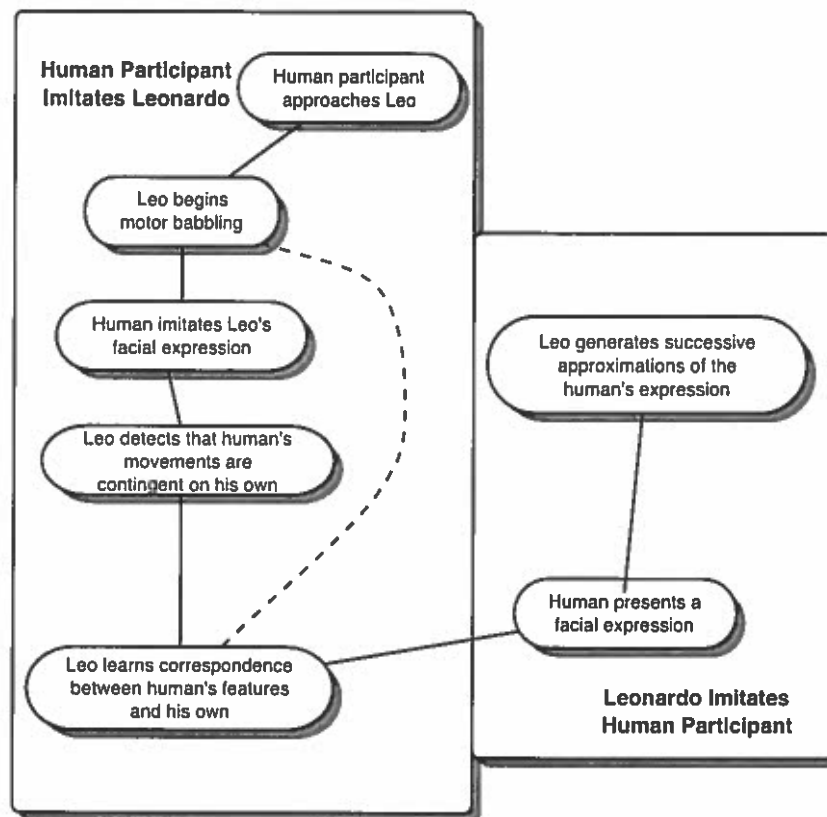 Human Participant
Imitates Leonardo
Human participant
approaches Leo
Leo begins
motor babbling
Human imitates Leo's
facial expression
Leo detects that human's
movements are
contingent on his own
Leo learns correspondence
between human's features
and his own
Leo generates successive
approximations of the
human's expression
Human presents a
facial expression
Leonardo Imitates
Human Participant